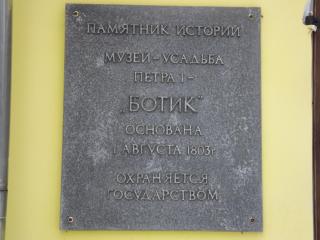 ПАМЯТНИК ИСТОРИИ
МУЗЕЙ-УСАДЬБА
ПЕТРА I-
„БОТИК"
ОСНОВАНА
1 АВГУСТА 1803г.
ОХРАНЯЕТСЯ
ГОСУДАРСТВОМ